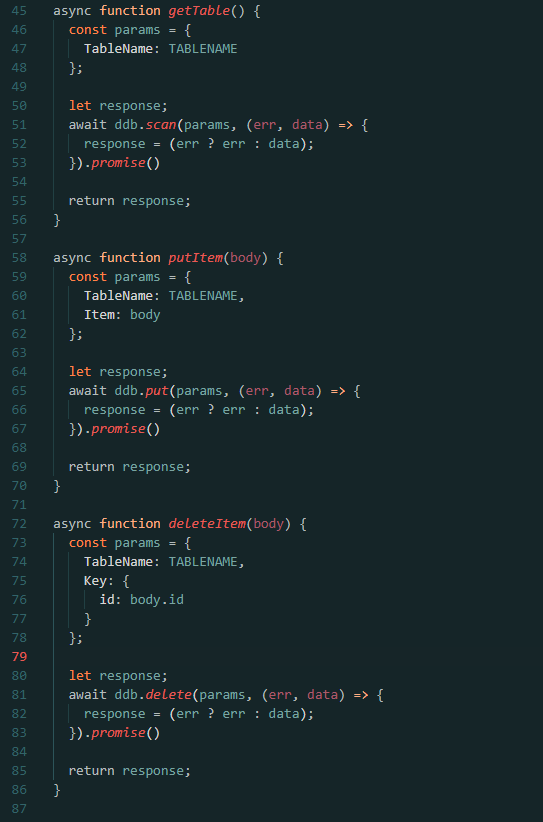 45 async function getTable() {
46 const params = {
47 TableName: TABLENAME
48 };
49
50 let response;
51 await ddb.scan(params, (err, data) => {
52 response = (err ? err : data);
53 }).promise()
54
55 return response;
56 }
57
58 async function putItem(body) {
59 const params = {
60 TableName: TABLENAME,
61 Item: body
62 };
63
64 let response;
65 await ddb.put(params, (err, data) => {
66 response = (err ? err : data);
67 }).promise()
68
69 return response;
70 }
71
72 async function deleteItem(body) {
73 const params = {
74 TableName: TABLENAME,
75 Key: {
76 id: body.id
77 }
78 };
79
80 let response;
81 await ddb.delete(params, (err, data) => {
82 response = (err ? err : data);
83 }).promise()
84
85 return response;
86 }
87